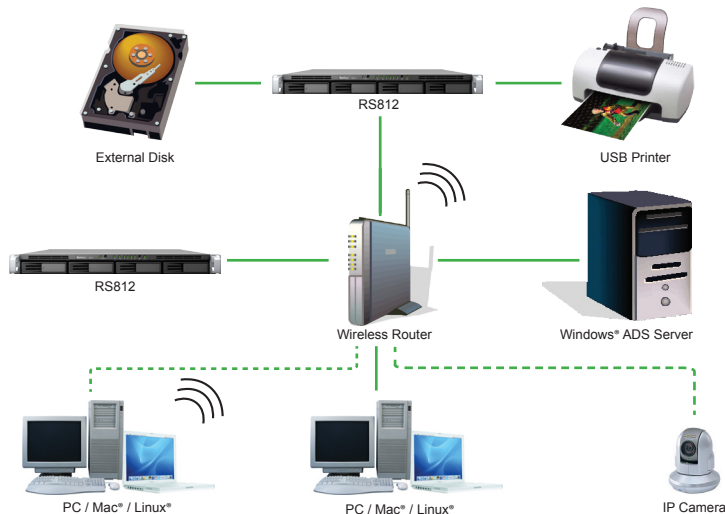 RS812
External Disk
USB Printer
RS812
Wireless Router
Windows® ADS Server
PC / Mac® / Linux®
PC / Mac® / Linux®
IP Camera